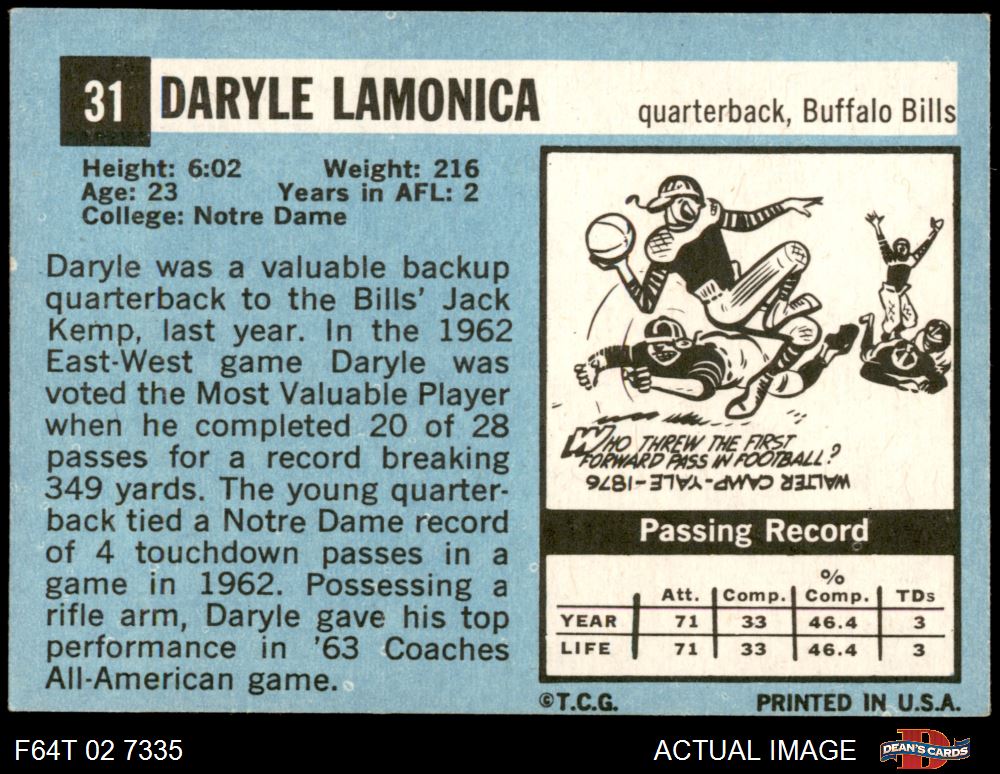 31 DARYLE LAMONICA
quarterback, Buffalo Bills
Height: 6:02 Weight: 216
Age: 23 Years in AFL: 2
College: Notre Dame
Daryle was a valuable backup
quarterback to the Bills' Jack
Kemp, last year. In the 1962
East-West game Daryle was
voted the Most Valuable Player
when he completed 20 of 28
passes for a record breaking
349 yards. The young quarter-
back tied a Notre Dame record
of 4 touchdown passes in a
game in 1962. Possessing a
rifle arm, Daryle gave his top
performance in '63 Coaches
All-American game.
WHO THREW THE FIRST
FORWARD PASS IN FOOTBALL?
WALTER CAMP-YALE-1876
Passing Record
Att. Comp. % Comp. TDs
YEAR 71 33 46.4 3
LIFE 71 33 46.4 3
©T.C.G. PRINTED IN U.S.A.
F64T 02 7335 ACTUAL IMAGE DEAN'S CARDS